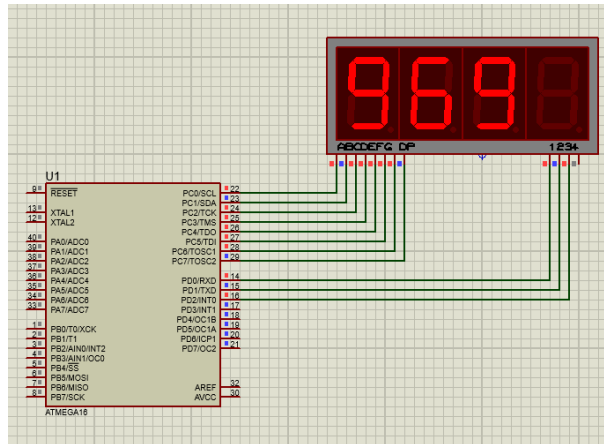 969
ABCDEFG DP 1234
U1
9 RESET PC0/SCL 22
PC1/SDA 23
13 XTAL1 PC2/TCK 24
12 XTAL2 PC3/TMS 25
PC4/TDO 26
40 PA0/ADC0 PC5/TDI 27
39 PA1/ADC1 PC6/TOSC1 28
38 PA2/ADC2 PC7/TOSC2 29
37 PA3/ADC3
36 PA4/ADC4 PD0/RXD 14
35 PA5/ADC5 PD1/TXD 15
34 PA6/ADC6 PD2/INT0 16
33 PA7/ADC7 PD3/INT1 17
PD4/OC1B 18
1 PB0/T0/XCK PD5/OC1A 19
2 PB1/T1 PD6/ICP1 20
3 PB2/AIN0/INT2 PD7/OC2 21
4 PB3/AIN1/OC0
5 PB4/SS
6 PB5/MOSI
7 PB6/MISO AREF 32
8 PB7/SCK AVCC 30
ATMEGA16